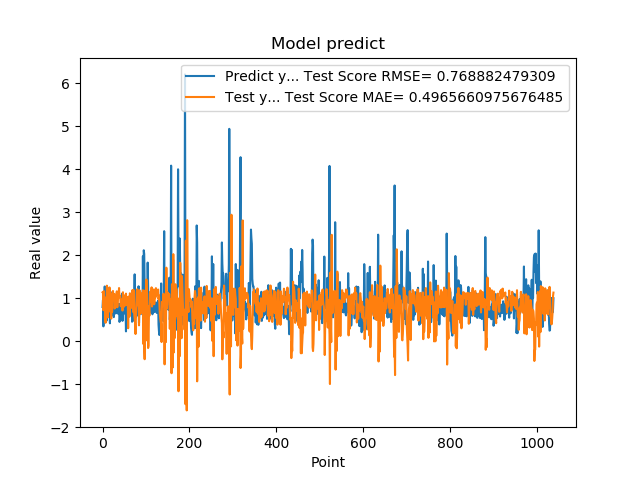 Model predict
Predict y... Test Score RMSE= 0.768882479309
Test y... Test Score MAE= 0.4965660975676485
6
5
4
3
2
1
0
−1
−2
Real value
0 200 400 600 800 1000
Point